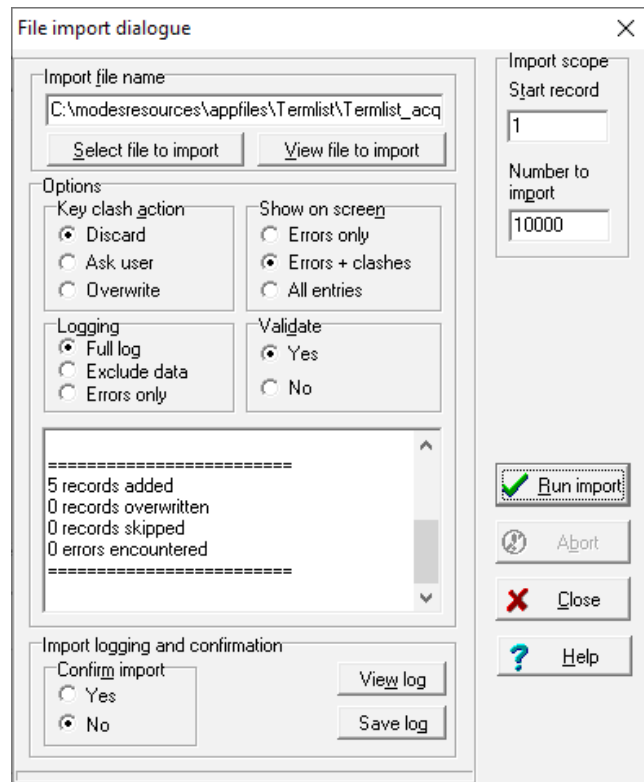 File import dialogue
Import file name
C:\modesresources\appfiles\Termlist\Termlist_acq
Select file to import
View file to import
Options
Key clash action
Discard
Ask user
Overwrite
Show on screen
Errors only
Errors + clashes
All entries
Logging
Full log
Exclude data
Errors only
Validate
Yes
No
=========================
5 records added
0 records overwritten
0 records skipped
0 errors encountered
=========================
Import logging and confirmation
Confirm import
Yes
No
View log
Save log
Import scope
Start record
1
Number to
import
10000
Run import
Abort
Close
Help